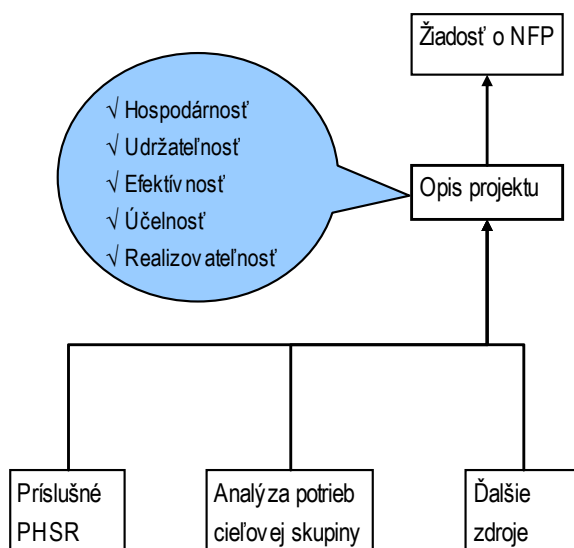 Žiadosť o NFP
√ Hospodárnosť
√ Udržateľnosť
√ Efektívnosť
√ Účelnosť
√ Realizovateľnosť
Opis projektu
Príslušné
PHSR
Analýza potrieb
cieľovej skupiny
Ďalšie
zdroje